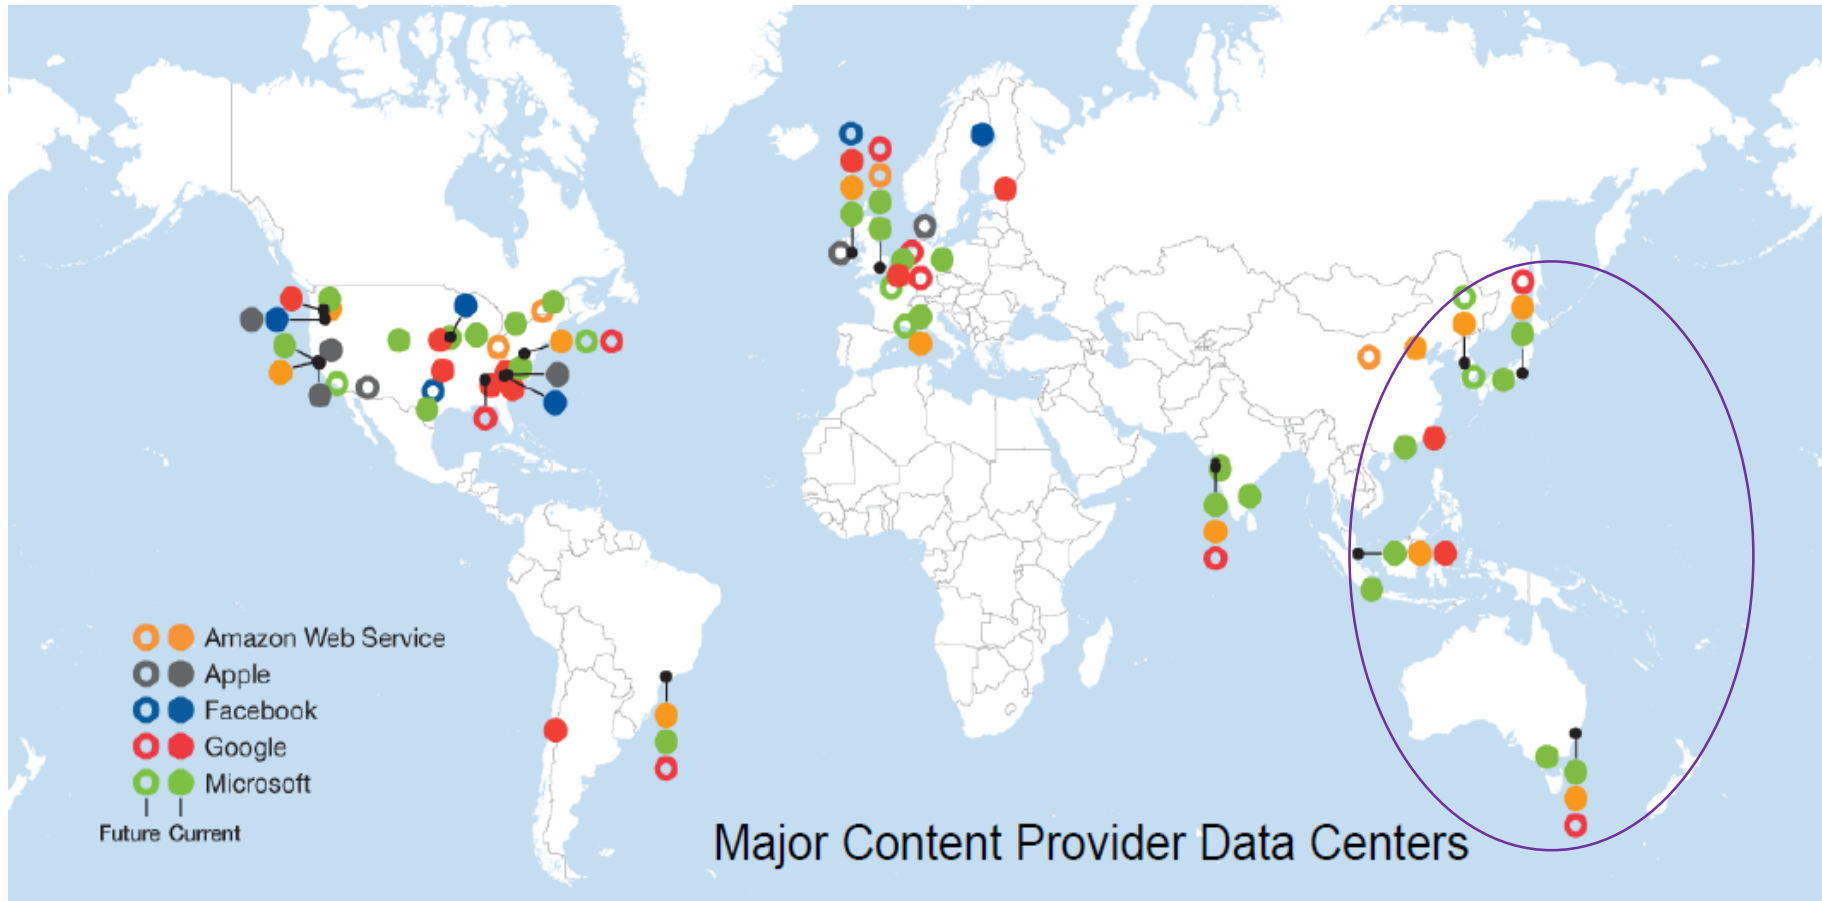 Amazon Web Service
Apple
Facebook
Google
Microsoft
Future Current
Major Content Provider Data Centers